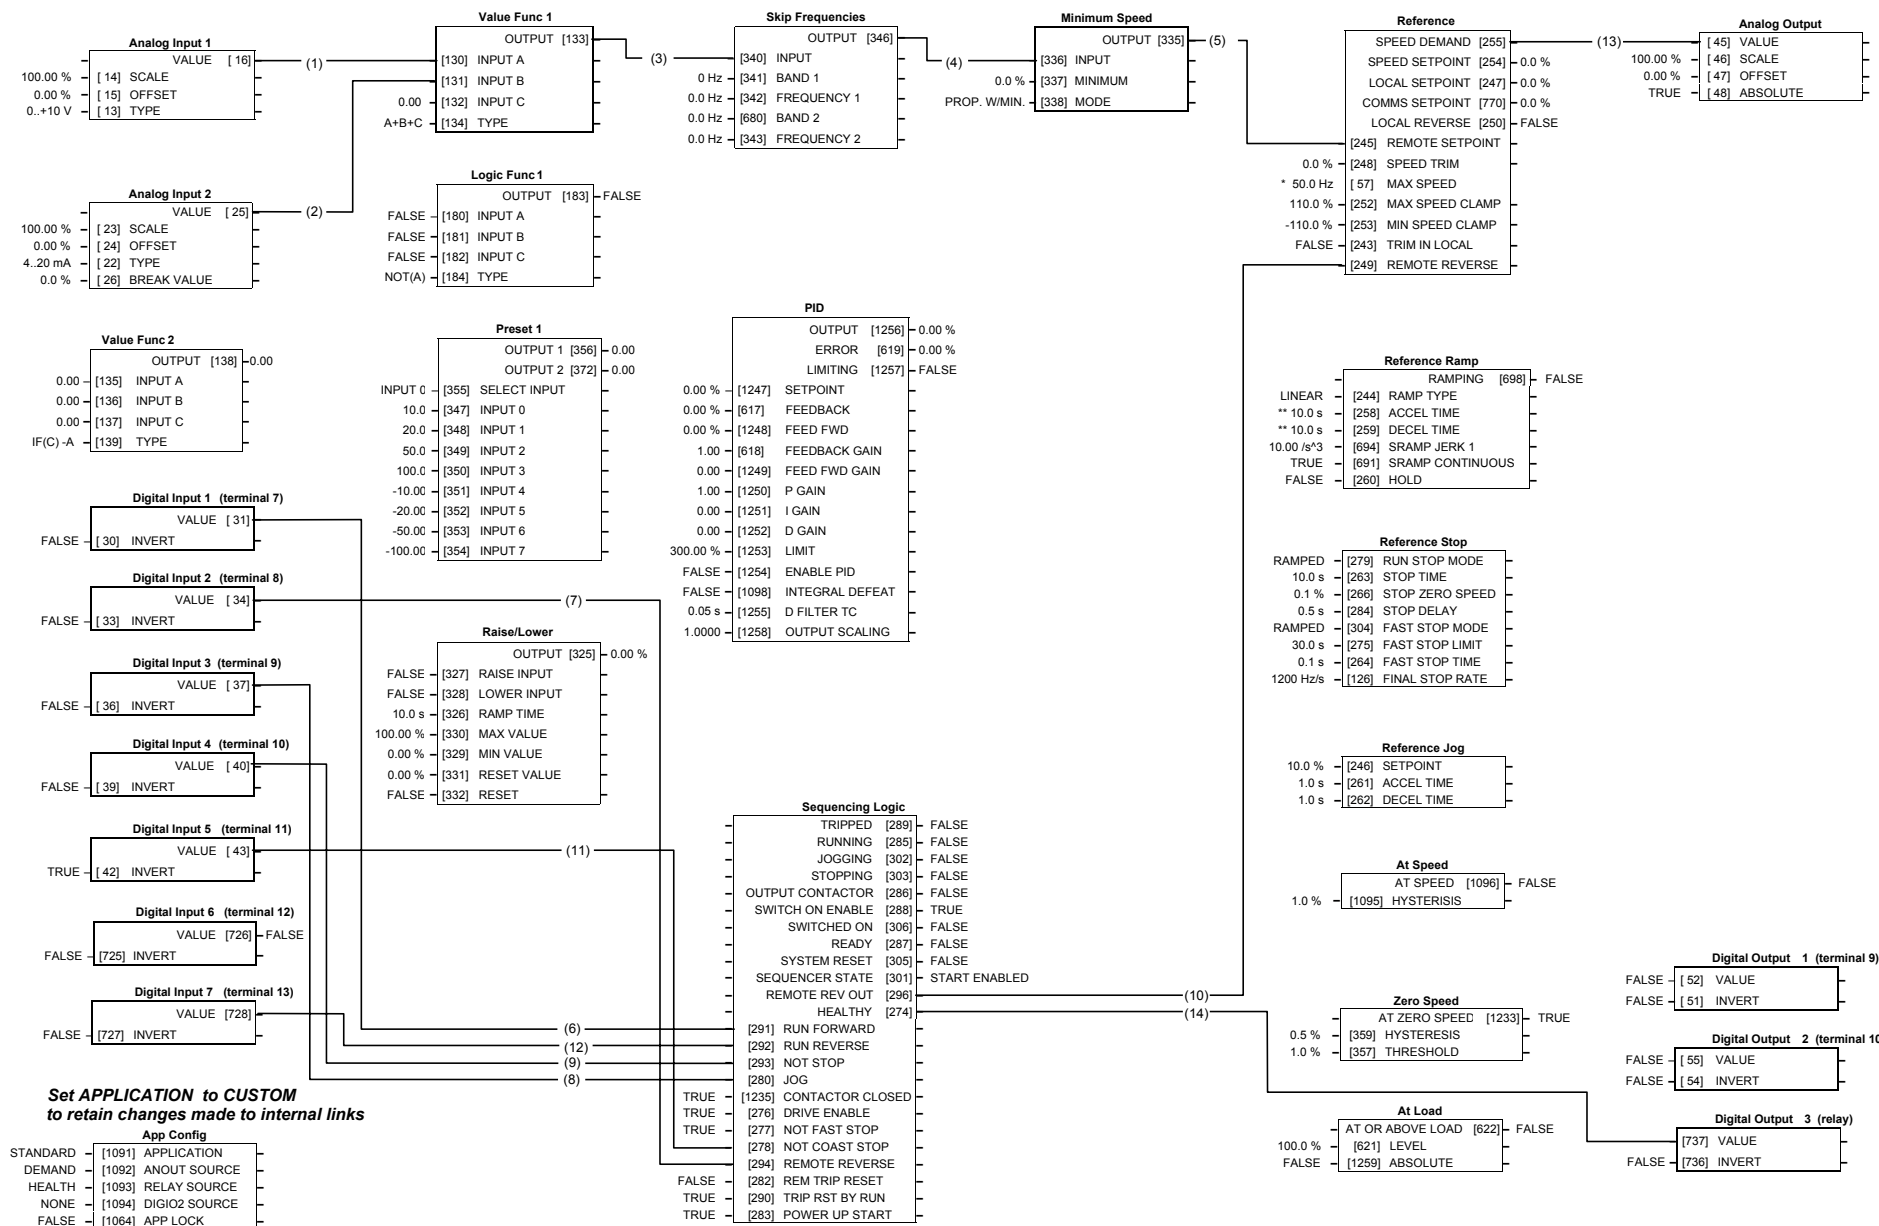 Analog Input 1
VALUE [ 16]
100.00 % [ 14] SCALE
0.00 % [ 15] OFFSET
0..+10 V [ 13] TYPE
(1)
Analog Input 2
VALUE [ 25]
100.00 % [ 23] SCALE
0.00 % [ 24] OFFSET
4..20 mA [ 22] TYPE
0.0 % [ 26] BREAK VALUE
(2)
Value Func 1
OUTPUT [133]
[130] INPUT A
[131] INPUT B
0.00 [132] INPUT C
A+B+C [134] TYPE
(3)
Logic Func 1
OUTPUT [183] FALSE
FALSE [180] INPUT A
FALSE [181] INPUT B
FALSE [182] INPUT C
NOT(A) [184] TYPE
Skip Frequencies
OUTPUT [346]
[340] INPUT
0 Hz [341] BAND 1
0.0 Hz [342] FREQUENCY 1
0.0 Hz [680] BAND 2
0.0 Hz [343] FREQUENCY 2
(4)
Minimum Speed
OUTPUT [335]
[336] INPUT
0.0 % [337] MINIMUM
PROP. W/MIN. [338] MODE
(5)
Reference
SPEED DEMAND [255]
SPEED SETPOINT [254] 0.0 %
LOCAL SETPOINT [247] 0.0 %
COMMS SETPOINT [770] 0.0 %
LOCAL REVERSE [250] FALSE
[245] REMOTE SETPOINT
0.0 % [248] SPEED TRIM
* 50.0 Hz [ 57] MAX SPEED
110.0 % [252] MAX SPEED CLAMP
-110.0 % [253] MIN SPEED CLAMP
FALSE [243] TRIM IN LOCAL
[249] REMOTE REVERSE
(13)
Analog Output
[ 45] VALUE
100.00 % [ 46] SCALE
0.00 % [ 47] OFFSET
TRUE [ 48] ABSOLUTE
Value Func 2
OUTPUT [138] 0.00
0.00 [135] INPUT A
0.00 [136] INPUT B
0.00 [137] INPUT C
IF(C) -A [139] TYPE
Preset 1
OUTPUT 1 [356] 0.00
OUTPUT 2 [372] 0.00
INPUT 0 [355] SELECT INPUT
10.0 [347] INPUT 0
20.0 [348] INPUT 1
50.0 [349] INPUT 2
100.0 [350] INPUT 3
-10.00 [351] INPUT 4
-20.00 [352] INPUT 5
-50.00 [353] INPUT 6
-100.00 [354] INPUT 7
PID
OUTPUT [1256] 0.00 %
ERROR [619] 0.00 %
LIMITING [1257] FALSE
0.00 % [1247] SETPOINT
0.00 % [617] FEEDBACK
0.00 % [1248] FEED FWD
1.00 [618] FEEDBACK GAIN
0.00 [1249] FEED FWD GAIN
1.00 [1250] P GAIN
0.00 [1251] I GAIN
0.00 [1252] D GAIN
300.00 % [1253] LIMIT
FALSE [1254] ENABLE PID
FALSE [1098] INTEGRAL DEFEAT
0.05 s [1255] D FILTER TC
1.0000 [1258] OUTPUT SCALING
Reference Ramp
RAMPING [698] FALSE
LINEAR [244] RAMP TYPE
** 10.0 s [258] ACCEL TIME
** 10.0 s [259] DECEL TIME
10.00 /s^3 [694] SRAMP JERK 1
TRUE [691] SRAMP CONTINUOUS
FALSE [260] HOLD
Digital Input 1 (terminal 7)
VALUE [ 31]
FALSE [ 30] INVERT
Digital Input 2 (terminal 8)
VALUE [ 34]
FALSE [ 33] INVERT
(7)
Digital Input 3 (terminal 9)
VALUE [ 37]
FALSE [ 36] INVERT
Digital Input 4 (terminal 10)
VALUE [ 40]
FALSE [ 39] INVERT
Digital Input 5 (terminal 11)
VALUE [ 43]
TRUE [ 42] INVERT
(11)
Digital Input 6 (terminal 12)
VALUE [726] FALSE
FALSE [725] INVERT
Digital Input 7 (terminal 13)
VALUE [728]
FALSE [727] INVERT
Raise/Lower
OUTPUT [325] 0.00 %
FALSE [327] RAISE INPUT
FALSE [328] LOWER INPUT
10.0 s [326] RAMP TIME
100.00 % [330] MAX VALUE
0.00 % [329] MIN VALUE
0.00 % [331] RESET VALUE
FALSE [332] RESET
Reference Stop
RAMPED [279] RUN STOP MODE
10.0 s [263] STOP TIME
0.1 % [266] STOP ZERO SPEED
0.5 s [284] STOP DELAY
RAMPED [304] FAST STOP MODE
30.0 s [275] FAST STOP LIMIT
0.1 s [264] FAST STOP TIME
1200 Hz/s [126] FINAL STOP RATE
Reference Jog
10.0 % [246] SETPOINT
1.0 s [261] ACCEL TIME
1.0 s [262] DECEL TIME
Sequencing Logic
TRIPPED [289] FALSE
RUNNING [285] FALSE
JOGGING [302] FALSE
STOPPING [303] FALSE
OUTPUT CONTACTOR [286] FALSE
SWITCH ON ENABLE [288] TRUE
SWITCHED ON [306] FALSE
READY [287] FALSE
SYSTEM RESET [305] FALSE
SEQUENCER STATE [301] START ENABLED
REMOTE REV OUT [296] (10)
HEALTHY [274] (14)
(6) [291] RUN FORWARD
(12) [292] RUN REVERSE
(9) [293] NOT STOP
(8) [280] JOG
TRUE [1235] CONTACTOR CLOSED
TRUE [276] DRIVE ENABLE
TRUE [277] NOT FAST STOP
[278] NOT COAST STOP
[294] REMOTE REVERSE
FALSE [282] REM TRIP RESET
TRUE [290] TRIP RST BY RUN
TRUE [283] POWER UP START
At Speed
AT SPEED [1096] FALSE
1.0 % [1095] HYSTERISIS
Zero Speed
AT ZERO SPEED [1233] TRUE
0.5 % [359] HYSTERESIS
1.0 % [357] THRESHOLD
At Load
AT OR ABOVE LOAD [622] FALSE
100.0 % [621] LEVEL
FALSE [1259] ABSOLUTE
Digital Output 1 (terminal 9)
FALSE [ 52] VALUE
FALSE [ 51] INVERT
Digital Output 2 (terminal 10
FALSE [ 55] VALUE
FALSE [ 54] INVERT
Digital Output 3 (relay)
[737] VALUE
FALSE [736] INVERT
Set APPLICATION to CUSTOM
to retain changes made to internal links
App Config
STANDARD [1091] APPLICATION
DEMAND [1092] ANOUT SOURCE
HEALTH [1093] RELAY SOURCE
NONE [1094] DIGIO2 SOURCE
FALSE [1064] APP LOCK